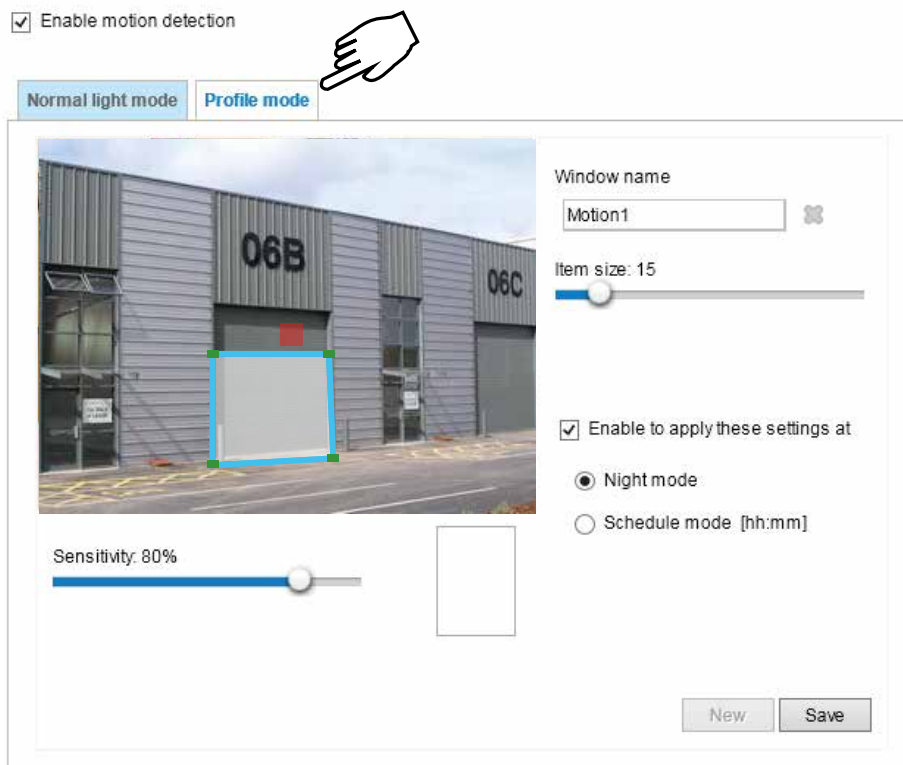 Enable motion detection
Normal light mode
Profile mode
06B
06C
Window name
Motion1
Item size: 15
Enable to apply these settings at
Night mode
Schedule mode [hh:mm]
Sensitivity: 80%
New
Save